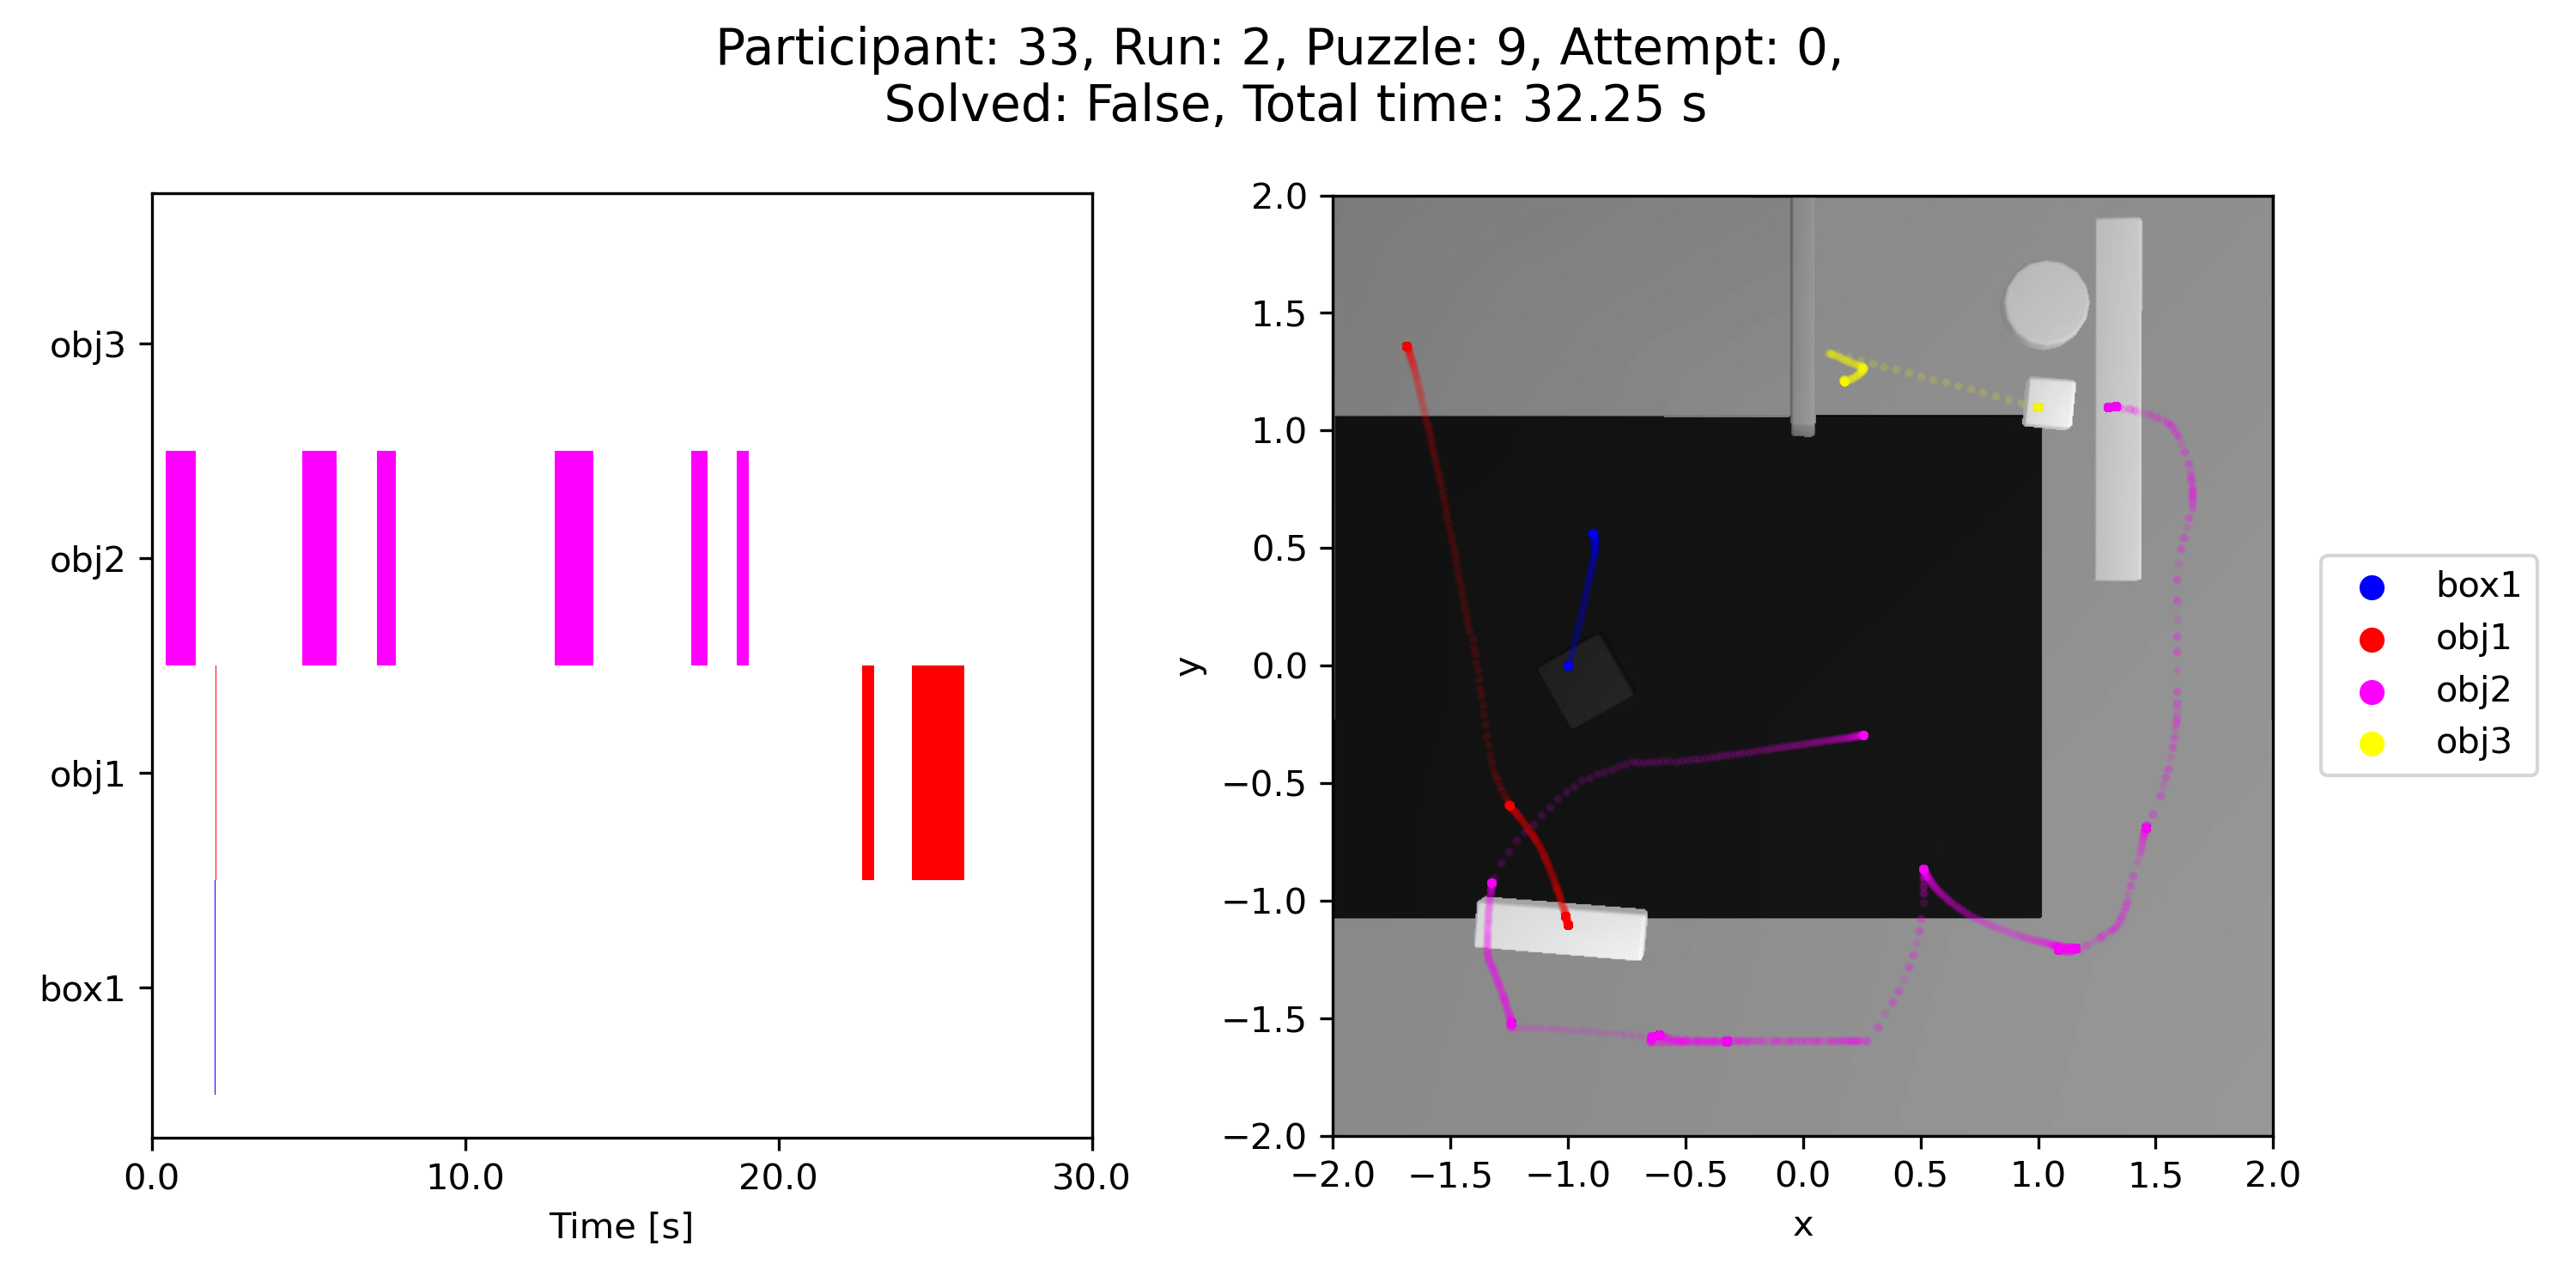 Participant: 33, Run: 2, Puzzle: 9, Attempt: 0,
Solved: False, Total time: 32.25 s
obj3
obj2
obj1
box1
0.0 10.0 20.0 30.0
Time [s]
2.0
1.5
1.0
0.5
0.0
−0.5
−1.0
−1.5
−2.0
y
−2.0 −1.5 −1.0 −0.5 0.0 0.5 1.0 1.5 2.0
x
box1
obj1
obj2
obj3